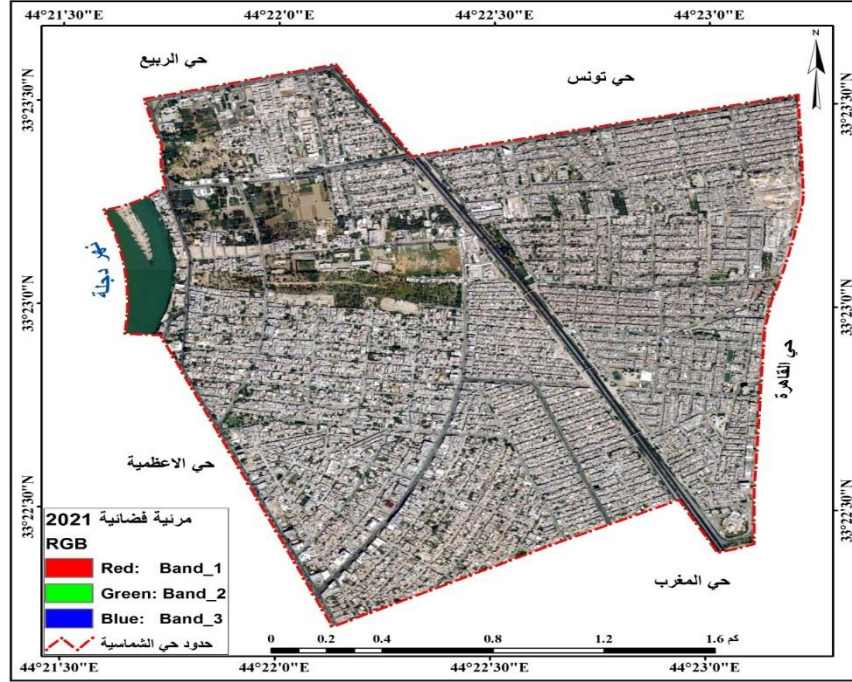 44°21'30"E 44°22'0"E 44°22'30"E 44°23'0"E
حي الربيع
حي تونس
N
33°23'30"N
33°23'30"N
نهر دجلة
33°23'0"N
33°23'0"N
حي القاهرة
حي الاعظمية
33°22'30"N
33°22'30"N
مرئية فضائية 2021
RGB
Red: Band_1
Green: Band_2
Blue: Band_3
حدود حي الشماسية
حي المغرب
0 0.2 0.4 0.8 1.2 1.6 كم
44°21'30"E 44°22'0"E 44°22'30"E 44°23'0"E